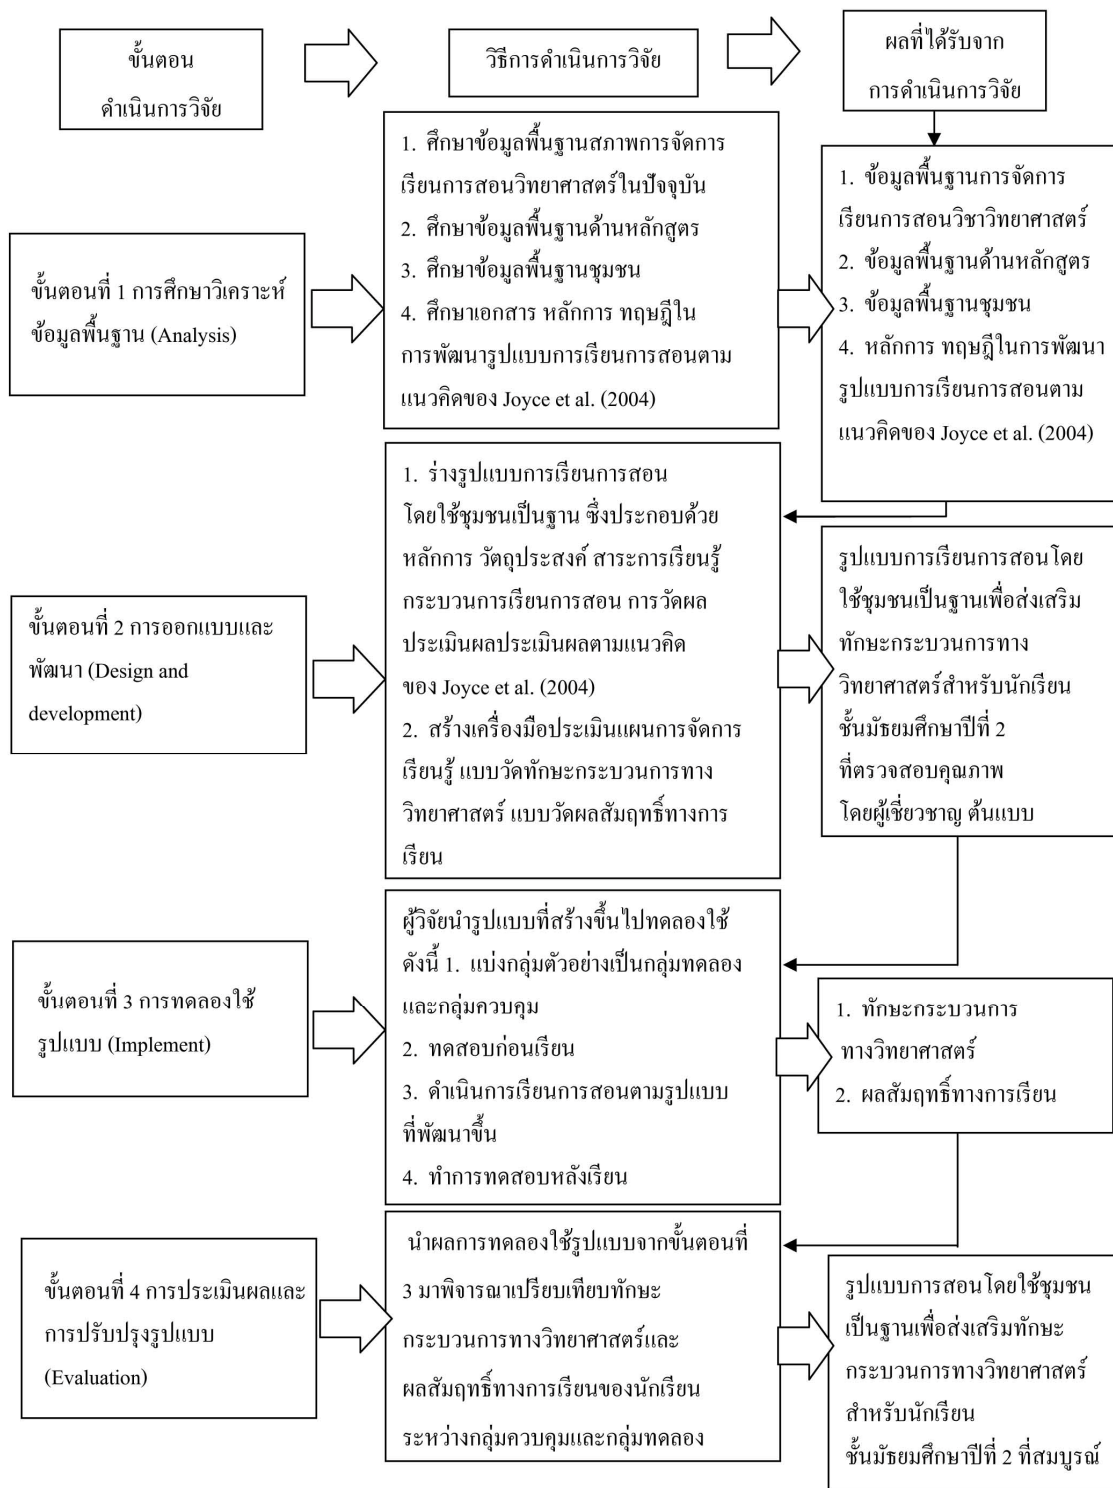 ขั้นตอน
ดำเนินการวิจัย
วิธีการดำเนินการวิจัย
ผลที่ได้รับจาก
การดำเนินการวิจัย
ขั้นตอนที่ 1 การศึกษาวิเคราะห์
ข้อมูลพื้นฐาน (Analysis)
1. ศึกษาข้อมูลพื้นฐานสภาพการจัดการ
เรียนการสอนวิทยาศาสตร์ในปัจจุบัน
2. ศึกษาข้อมูลพื้นฐานด้านหลักสูตร
3. ศึกษาข้อมูลพื้นฐานชุมชน
4. ศึกษาเอกสาร หลักการ ทฤษฎีใน
การพัฒนารูปแบบการเรียนการสอนตาม
แนวคิดของ Joyce et al. (2004)
1. ข้อมูลพื้นฐานการจัดการ
เรียนการสอนวิชาวิทยาศาสตร์
2. ข้อมูลพื้นฐานด้านหลักสูตร
3. ข้อมูลพื้นฐานชุมชน
4. หลักการ ทฤษฎีในการพัฒนา
รูปแบบการเรียนการสอนตาม
แนวคิดของ Joyce et al. (2004)
ขั้นตอนที่ 2 การออกแบบและ
พัฒนา (Design and
development)
1. ร่างรูปแบบการเรียนการสอน
โดยใช้ชุมชนเป็นฐาน ซึ่งประกอบด้วย
หลักการ วัตถุประสงค์ สาระการเรียนรู้
กระบวนการเรียนการสอน การวัดผล
ประเมินผลประเมินผลตามแนวคิด
ของ Joyce et al. (2004)
2. สร้างเครื่องมือประเมินแผนการจัดการ
เรียนรู้ แบบวัดทักษะกระบวนการทาง
วิทยาศาสตร์ แบบวัดผลสัมฤทธิ์ทางการ
เรียน
รูปแบบการเรียนการสอนโดย
ใช้ชุมชนเป็นฐานเพื่อส่งเสริม
ทักษะกระบวนการทาง
วิทยาศาสตร์สำหรับนักเรียน
ชั้นมัธยมศึกษาปีที่ 2
ที่ตรวจสอบคุณภาพ
โดยผู้เชี่ยวชาญ ต้นแบบ
ขั้นตอนที่ 3 การทดลองใช้
รูปแบบ (Implement)
ผู้วิจัยนำรูปแบบที่สร้างขึ้นไปทดลองใช้
ดังนี้ 1. แบ่งกลุ่มตัวอย่างเป็นกลุ่มทดลอง
และกลุ่มควบคุม
2. ทดสอบก่อนเรียน
3. ดำเนินการเรียนการสอนตามรูปแบบ
ที่พัฒนาขึ้น
4. ทำการทดสอบหลังเรียน
1. ทักษะกระบวนการ
ทางวิทยาศาสตร์
2. ผลสัมฤทธิ์ทางการเรียน
ขั้นตอนที่ 4 การประเมินผลและ
การปรับปรุงรูปแบบ
(Evaluation)
นำผลการทดลองใช้รูปแบบจากขั้นตอนที่
3 มาพิจารณาเปรียบเทียบทักษะ
กระบวนการทางวิทยาศาสตร์และ
ผลสัมฤทธิ์ทางการเรียนของนักเรียน
ระหว่างกลุ่มควบคุมและกลุ่มทดลอง
รูปแบบการสอนโดยใช้ชุมชน
เป็นฐานเพื่อส่งเสริมทักษะ
กระบวนการทางวิทยาศาสตร์
สำหรับนักเรียน
ชั้นมัธยมศึกษาปีที่ 2 ที่สมบูรณ์